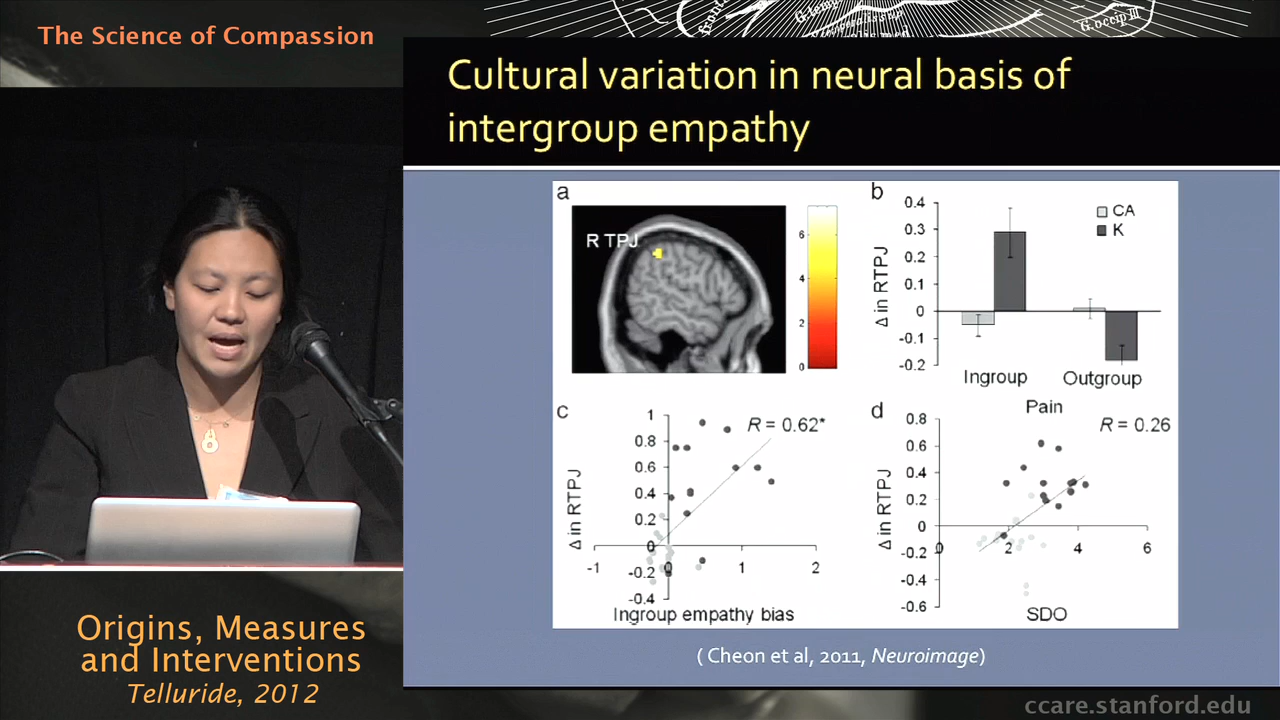 The Science of Compassion
G.occip III
Cultural variation in neural basis of
intergroup empathy
a
R TPJ
6
4
2
0
b
CA
K
Δ in RTPJ
0.4
0.3
0.2
0.1
0
-0.1
-0.2
Ingroup
Outgroup
Pain
c
R = 0.62*
Δ in RTPJ
1
0.8
0.6
0.4
0.2
0
-0.2
-0.4
-1
0
1
2
Ingroup empathy bias
d
R = 0.26
Δ in RTPJ
0.8
0.6
0.4
0.2
0
-0.2
-0.4
-0.6
0
2
4
6
SDO
( Cheon et al, 2011, Neuroimage)
Origins, Measures
and Interventions
Telluride, 2012
ccare.stanford.edu